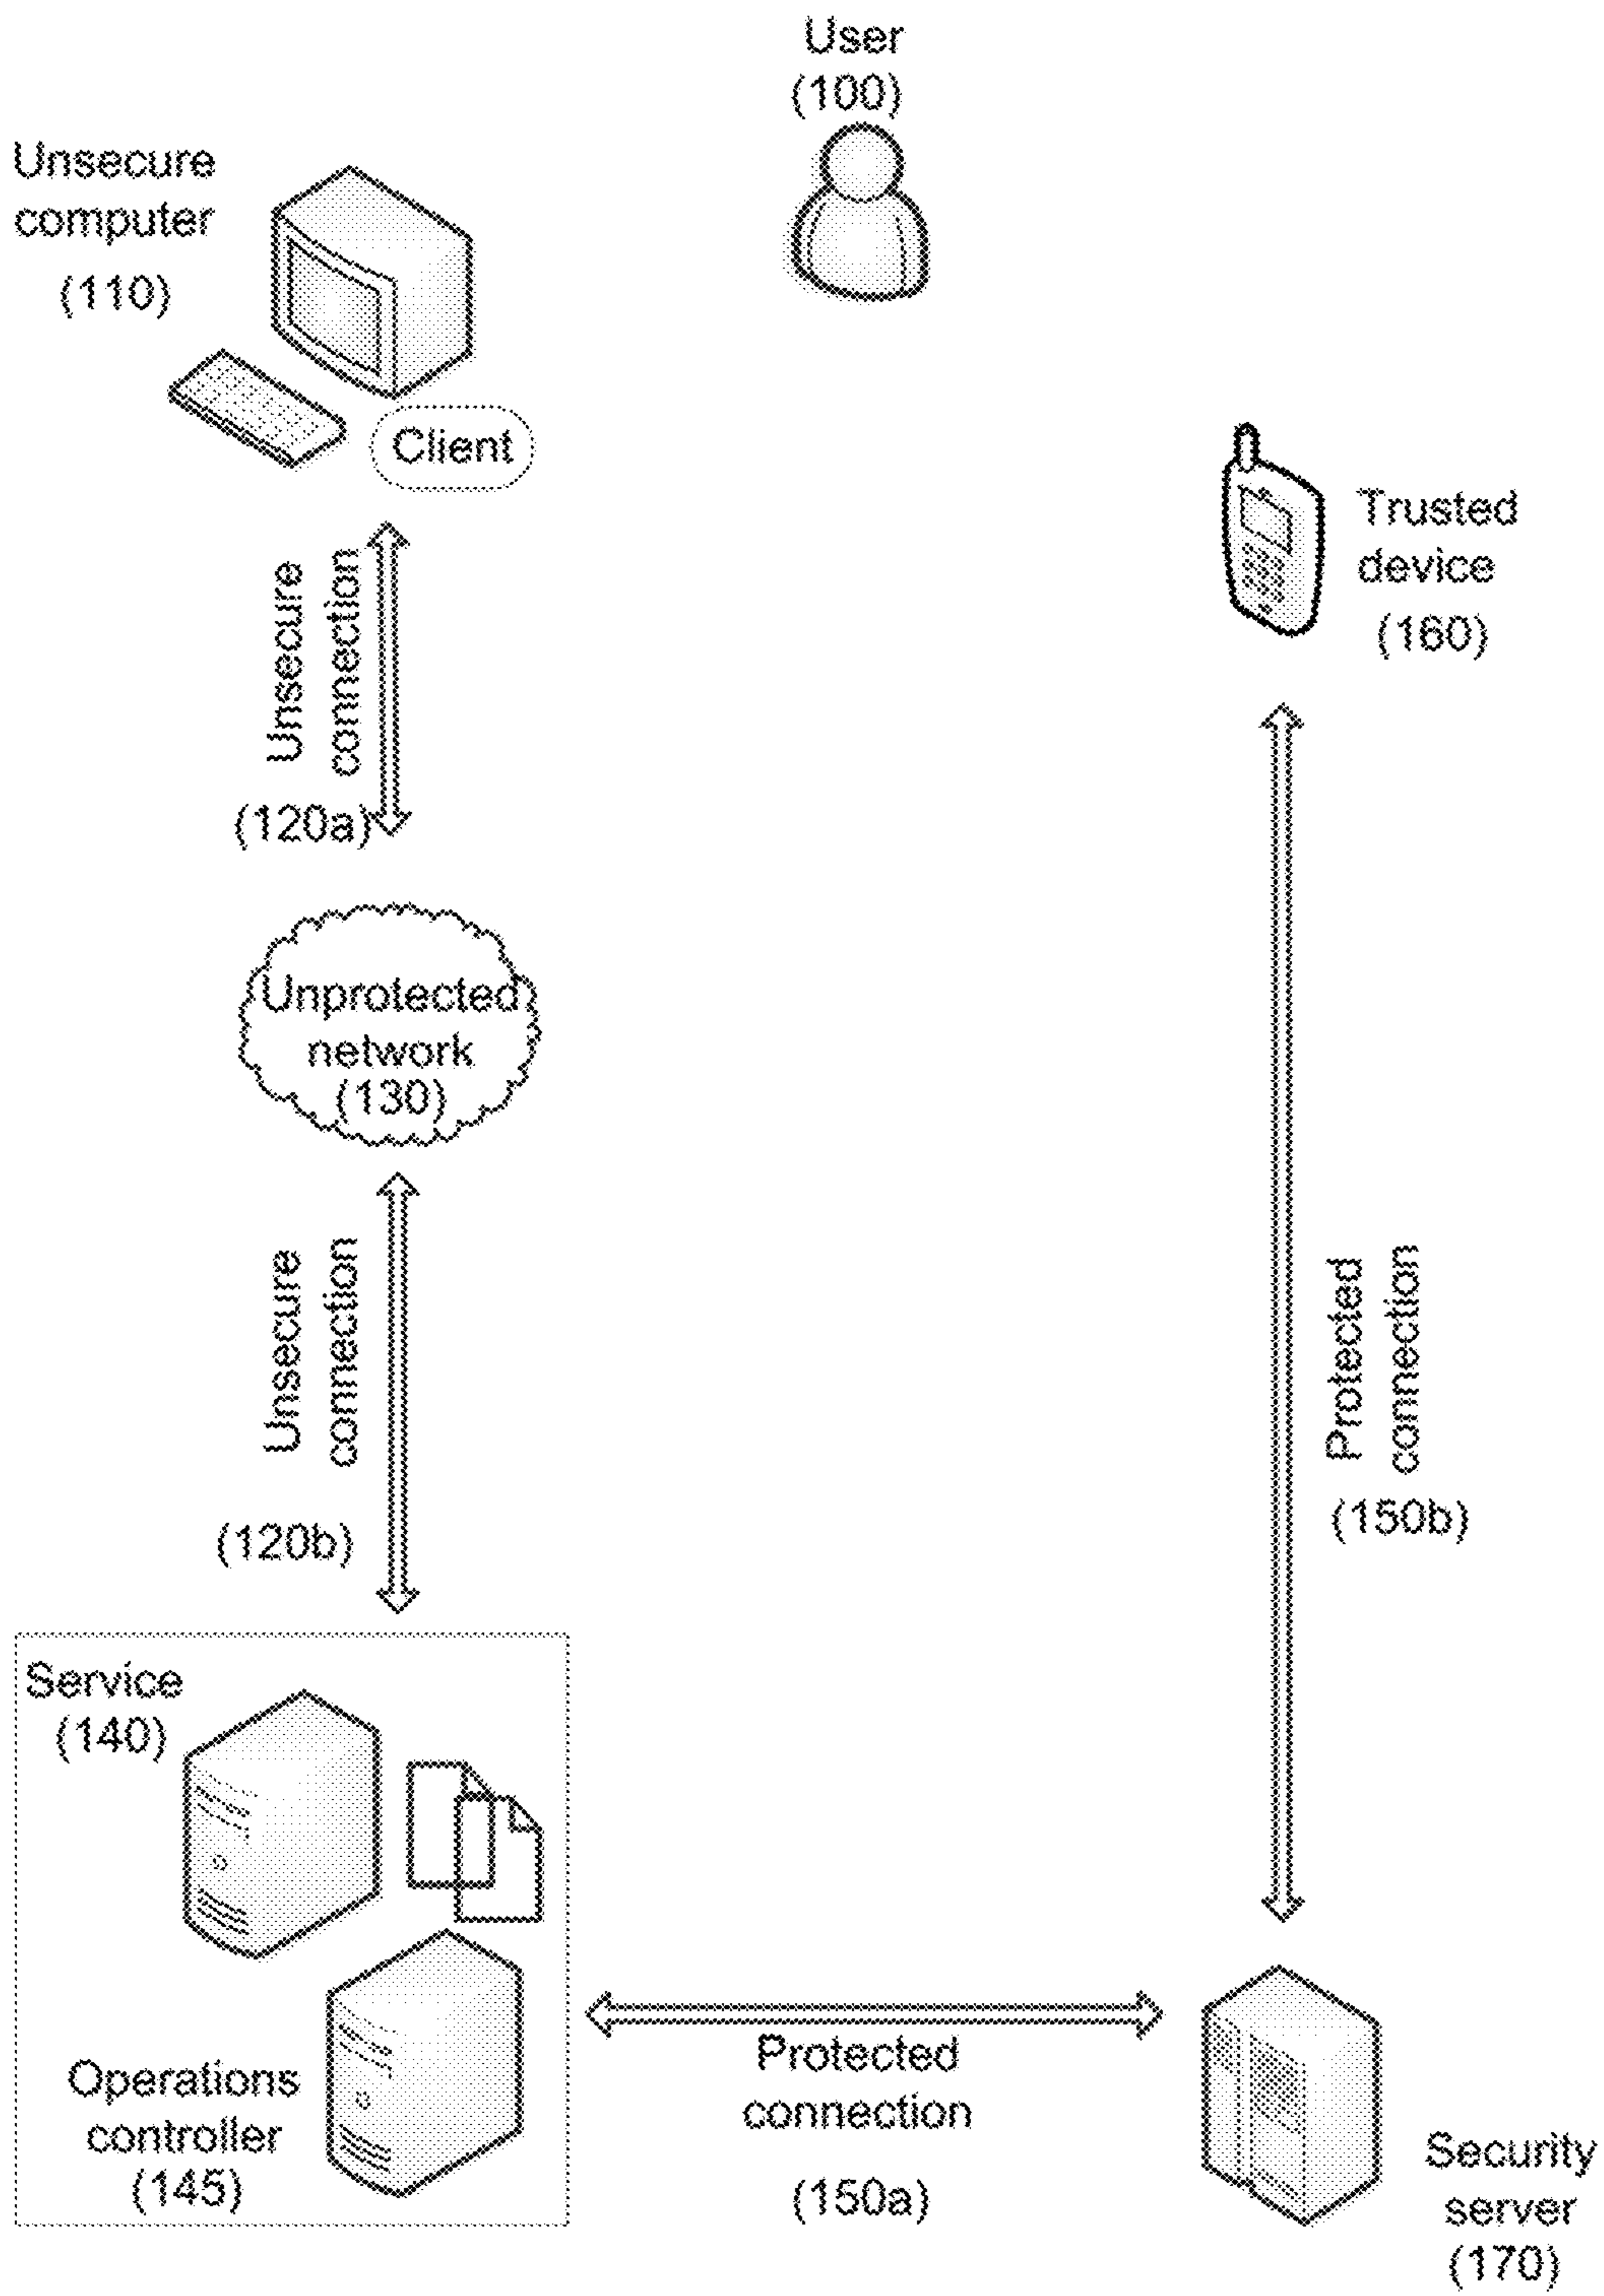 User
(100)
Unsecure
computer
(110)
Client
Trusted
device
(160)
Unsecure
connection
(120a)
Unprotected
network
(130)
Unsecure
connection
(120b)
Protected
connection
(150b)
Service
(140)
Operations
controller
(145)
Protected
connection
(150a)
Security
server
(170)